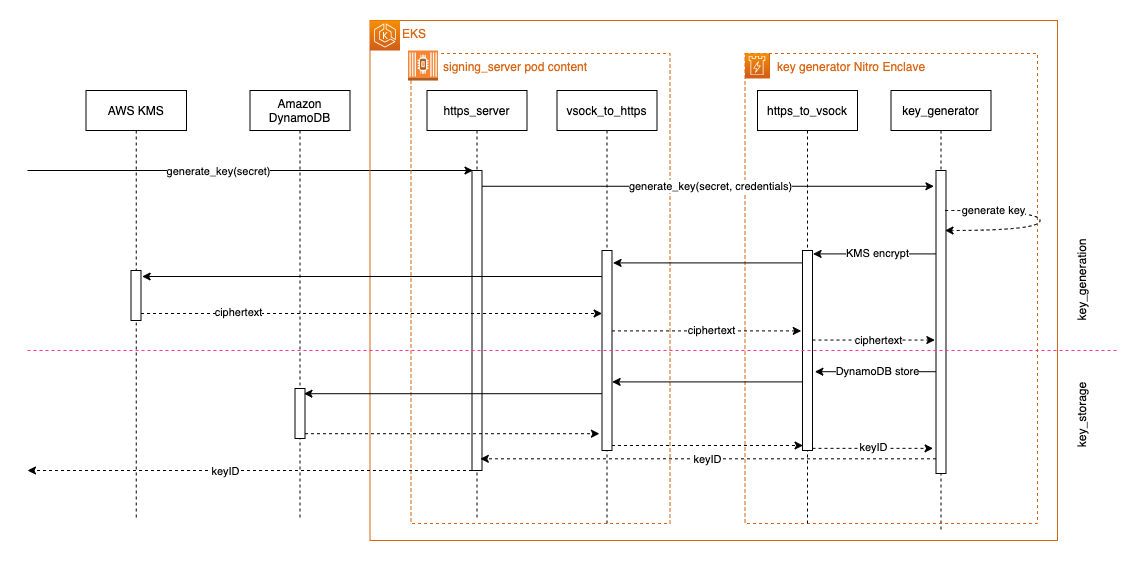 EKS
signing_server pod content
key generator Nitro Enclave
AWS KMS
Amazon
DynamoDB
https_server
vsock_to_https
https_to_vsock
key_generator
generate_key(secret)
generate_key(secret, credentials)
generate key
KMS encrypt
ciphertext
ciphertext
ciphertext
key_generation
DynamoDB store
key_storage
keyID
keyID
keyID